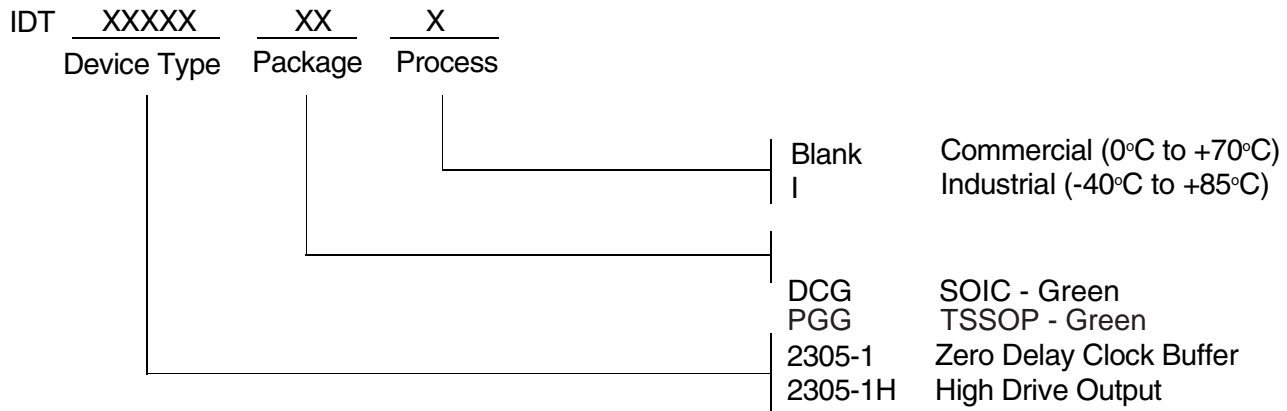 IDT XXXXX XX X
Device Type Package Process
Blank Commercial (0°C to +70°C)
I Industrial (-40°C to +85°C)
DCG SOIC - Green
PGG TSSOP - Green
2305-1 Zero Delay Clock Buffer
2305-1H High Drive Output